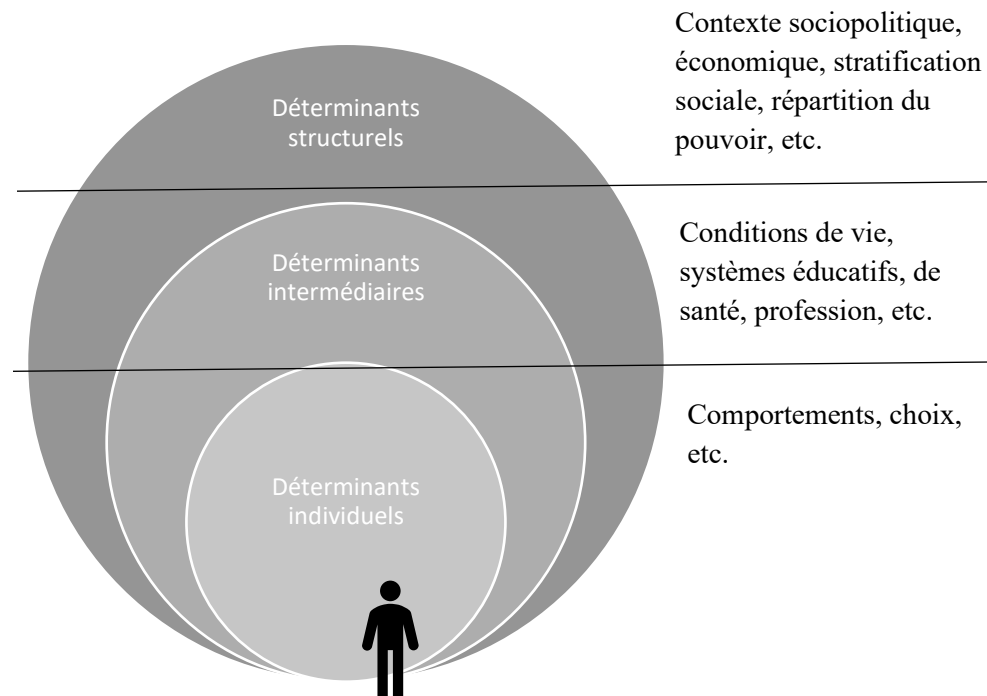 Contexte sociopolitique,
économique, stratification
sociale, répartition du
pouvoir, etc.
Déterminants
structurels
Conditions de vie,
systèmes éducatifs, de
santé, profession, etc.
Déterminants
intermédiaires
Comportements, choix,
etc.
Déterminants
individuels